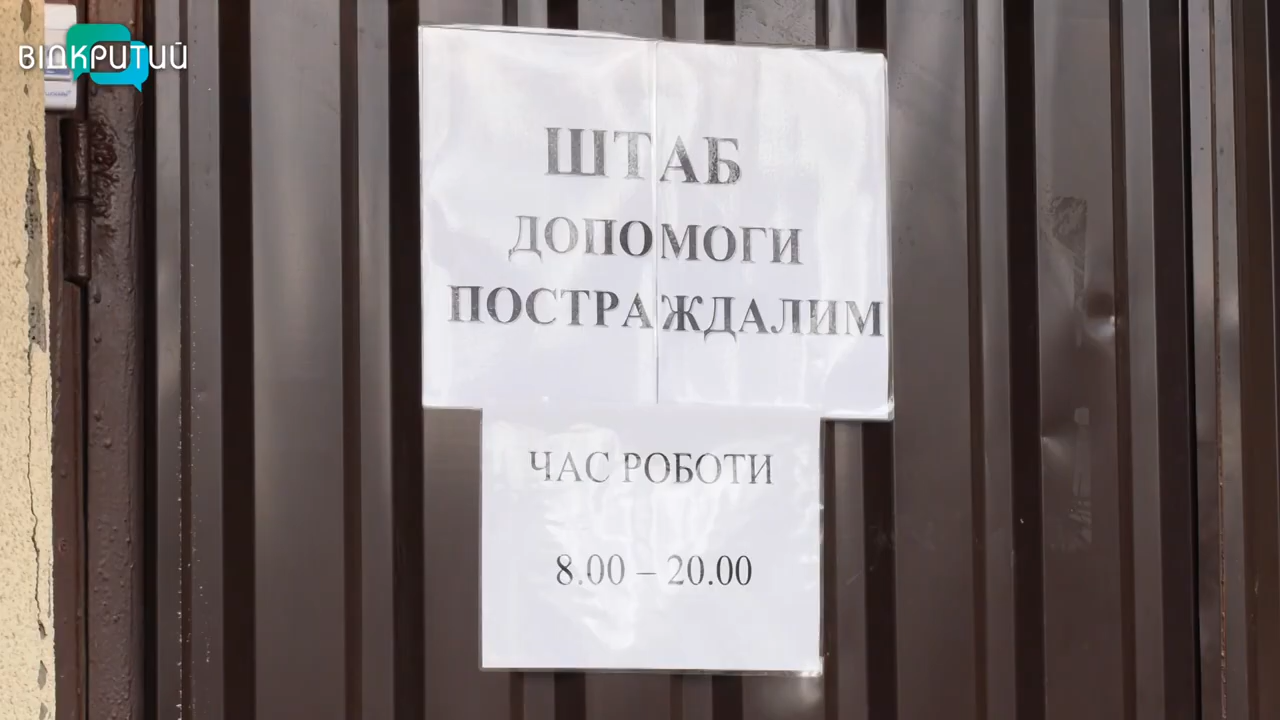 ВІДКРИТИЙ
ШТАБ
ДОПОМОГИ
ПОСТРАЖДАЛИМ
ЧАС РОБОТИ
8.00 – 20.00